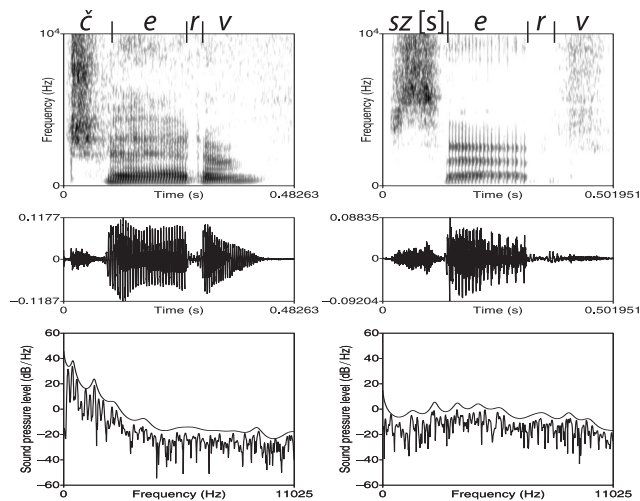 č e r v sz [s] e r v
10⁴ 10⁴
Frequency (Hz) Frequency (Hz)
0 0
0 Time (s) 0.48263 0 Time (s) 0.501951
0.1177 0.08835
0 0
−0.1187 −0.09204
0 Time (s) 0.48263 0 Time (s) 0.501951
60 60
40 40
20 20
0 0
−20 −20
−40 −40
−60 −60
Sound pressure level (dB / Hz) Sound pressure level (dB / Hz)
0 Frequency (Hz) 11025 0 Frequency (Hz) 11025